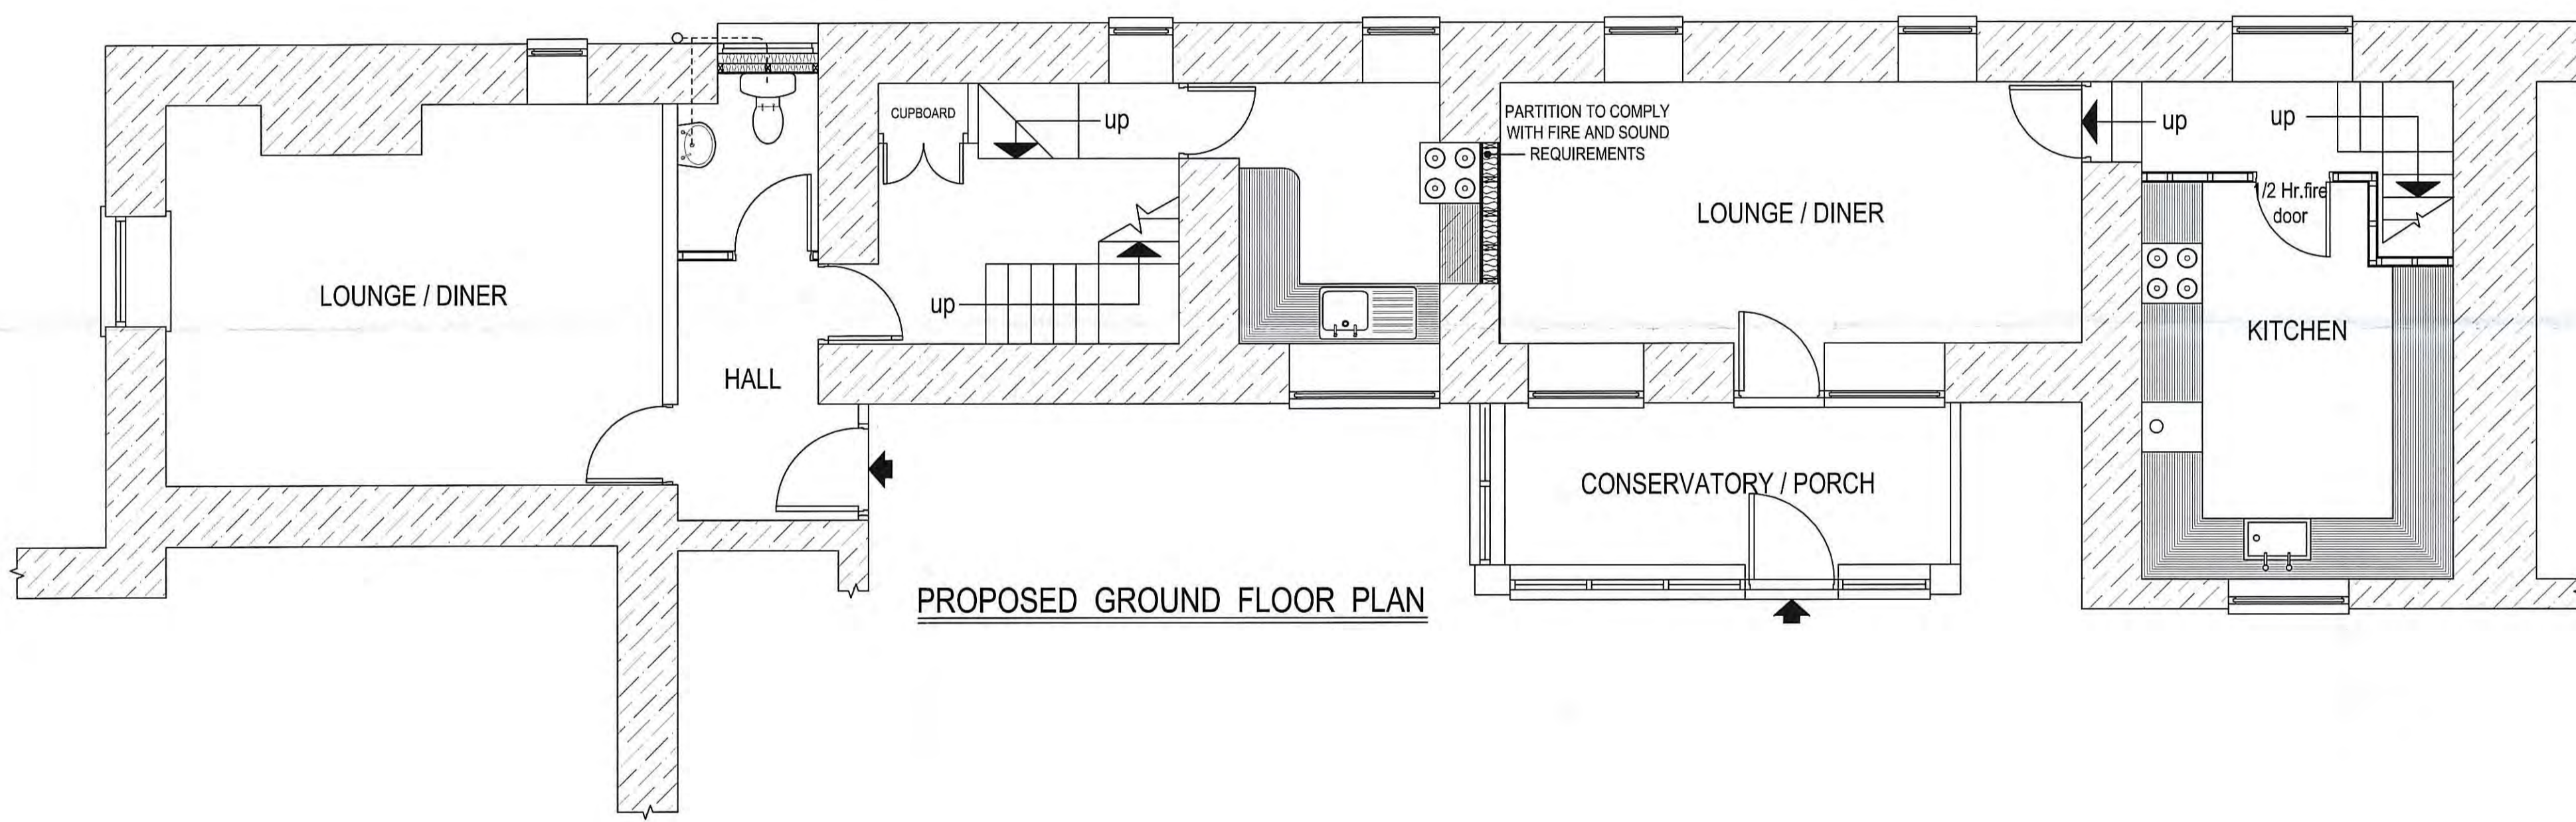 CUPBOARD
up
PARTITION TO COMPLY
WITH FIRE AND SOUND
REQUIREMENTS
up
up
1/2 Hr.fire
door
LOUNGE / DINER
LOUNGE / DINER
up
KITCHEN
HALL
CONSERVATORY / PORCH
PROPOSED GROUND FLOOR PLAN